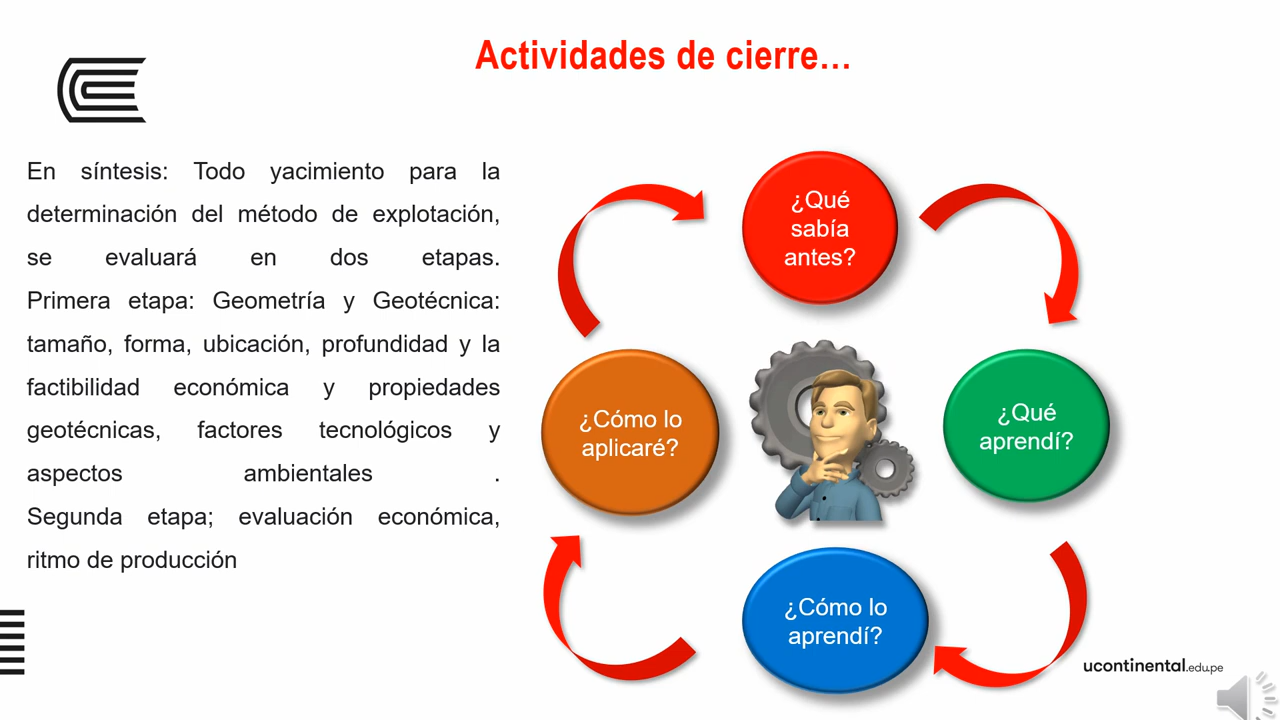 Actividades de cierre...
En síntesis: Todo yacimiento para la
determinación del método de explotación,
se evaluará en dos etapas.
Primera etapa: Geometría y Geotécnica:
tamaño, forma, ubicación, profundidad y la
factibilidad económica y propiedades
geotécnicas, factores tecnológicos y
aspectos ambientales .
Segunda etapa; evaluación económica,
ritmo de producción
¿Qué
sabía
antes?
¿Qué
aprendí?
¿Cómo lo
aprendí?
¿Cómo lo
aplicaré?
ucontinental.edu.pe